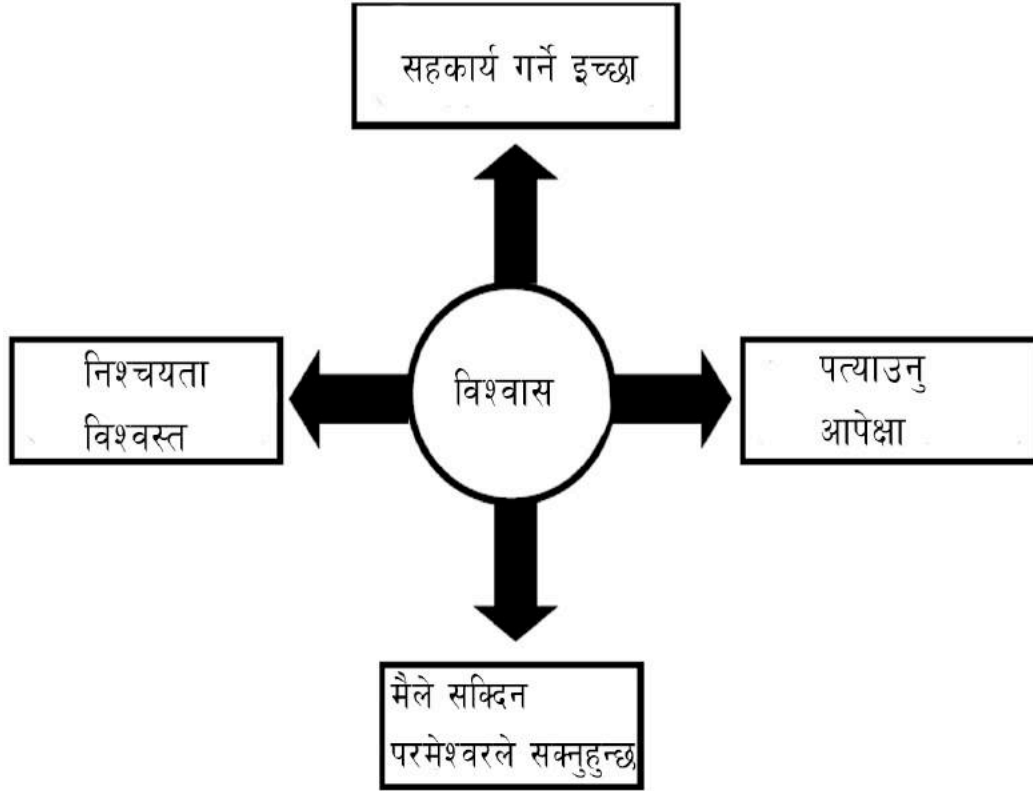 सहकार्य गर्ने इच्छा
निश्चयता
विश्वस्त
विश्वास
पत्याउनु
आपेक्षा
मैले सक्दिन
परमेश्वरले सक्नुहुन्छ